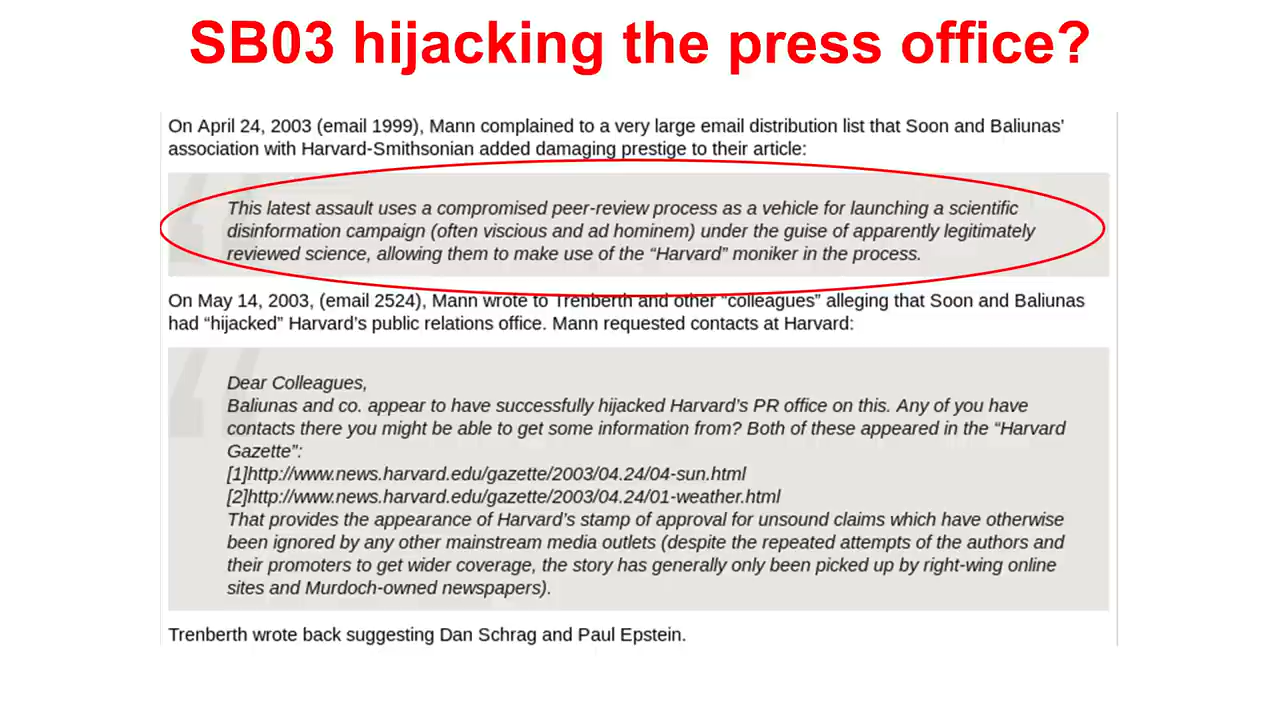 SB03 hijacking the press office?
On April 24, 2003 (email 1999), Mann complained to a very large email distribution list that Soon and Baliunas'
association with Harvard-Smithsonian added damaging prestige to their article:
This latest assault uses a compromised peer-review process as a vehicle for launching a scientific
disinformation campaign (often viscious and ad hominem) under the guise of apparently legitimately
reviewed science, allowing them to make use of the “Harvard” moniker in the process.
On May 14, 2003, (email 2524), Mann wrote to Trenberth and other “colleagues” alleging that Soon and Baliunas
had “hijacked” Harvard’s public relations office. Mann requested contacts at Harvard:
Dear Colleagues,
Baliunas and co. appear to have successfully hijacked Harvard’s PR office on this. Any of you have
contacts there you might be able to get some information from? Both of these appeared in the “Harvard
Gazette”:
[1]http://www.news.harvard.edu/gazette/2003/04.24/04-sun.html
[2]http://www.news.harvard.edu/gazette/2003/04.24/01-weather.html
That provides the appearance of Harvard’s stamp of approval for unsound claims which have otherwise
been ignored by any other mainstream media outlets (despite the repeated attempts of the authors and
their promoters to get wider coverage, the story has generally only been picked up by right-wing online
sites and Murdoch-owned newspapers).
Trenberth wrote back suggesting Dan Schrag and Paul Epstein.